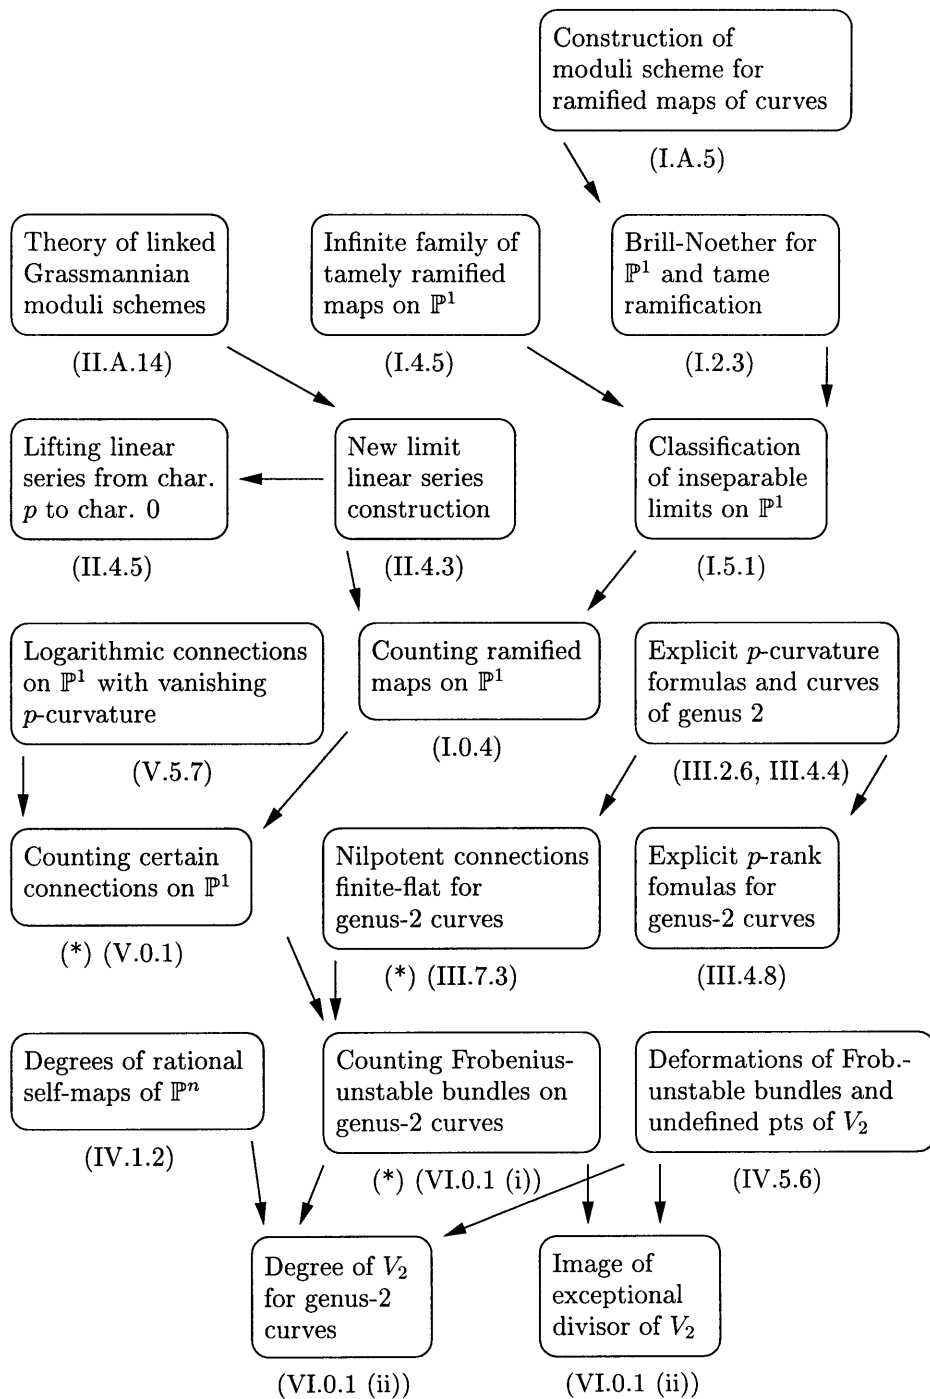 Construction of
moduli scheme for
ramified maps of curves
(I.A.5)
Theory of linked
Grassmannian
moduli schemes
(II.A.14)
Infinite family of
tamely ramified
maps on ℙ¹
(I.4.5)
Brill-Noether for
ℙ¹ and tame
ramification
(I.2.3)
Lifting linear
series from char.
p to char. 0
(II.4.5)
New limit
linear series
construction
(II.4.3)
Classification
of inseparable
limits on ℙ¹
(I.5.1)
Logarithmic connections
on ℙ¹ with vanishing
p-curvature
(V.5.7)
Counting ramified
maps on ℙ¹
(I.0.4)
Explicit p-curvature
formulas and curves
of genus 2
(III.2.6, III.4.4)
Counting certain
connections on ℙ¹
(*) (V.0.1)
Nilpotent connections
finite-flat for
genus-2 curves
(*) (III.7.3)
Explicit p-rank
fomulas for
genus-2 curves
(III.4.8)
Degrees of rational
self-maps of ℙⁿ
(IV.1.2)
Counting Frobenius-
unstable bundles on
genus-2 curves
(*) (VI.0.1 (i))
Deformations of Frob.-
unstable bundles and
undefined pts of V₂
(IV.5.6)
Degree of V₂
for genus-2
curves
(VI.0.1 (ii))
Image of
exceptional
divisor of V₂
(VI.0.1 (ii))